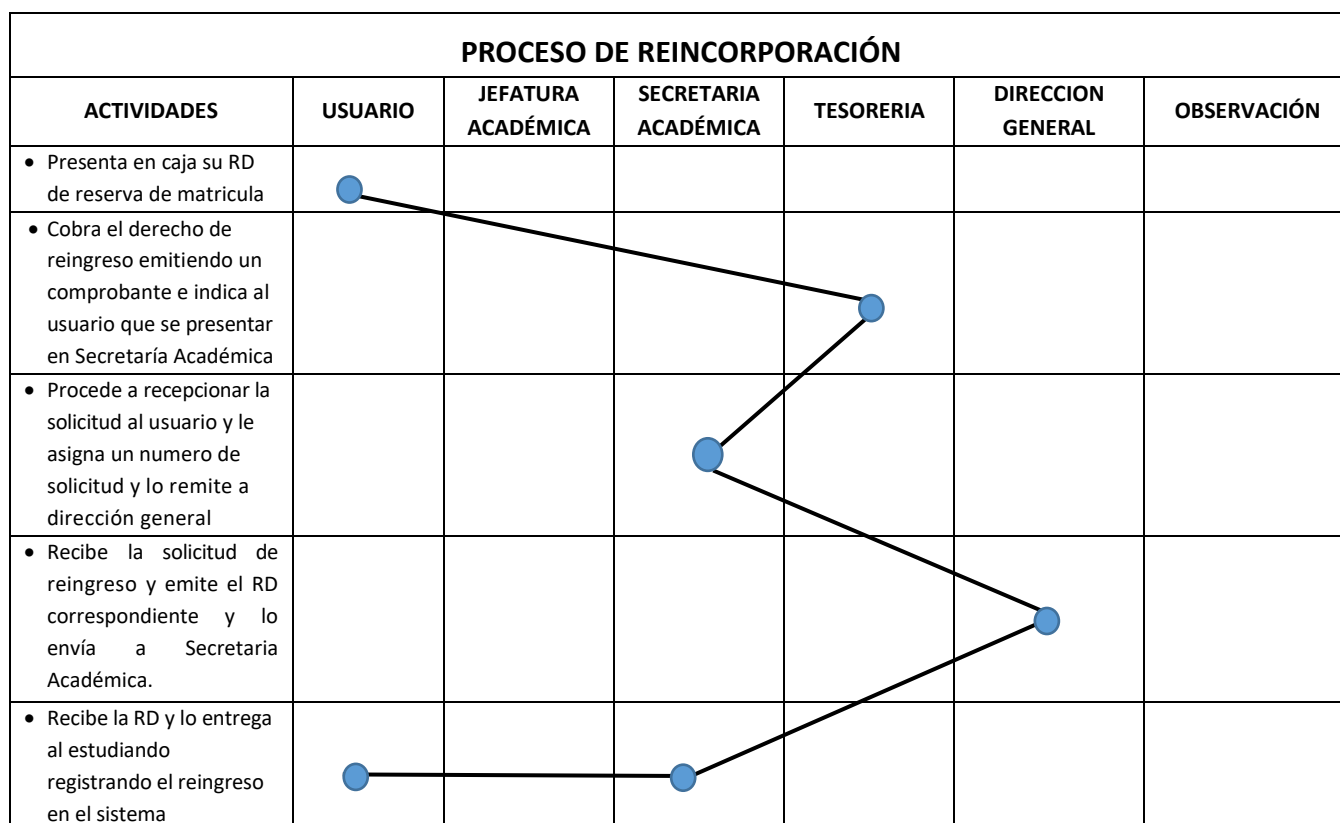 PROCESO DE REINCORPORACIÓN
ACTIVIDADES
USUARIO
JEFATURA
ACADÉMICA
SECRETARIA
ACADÉMICA
TESORERIA
DIRECCION
GENERAL
OBSERVACIÓN
• Presenta en caja su RD
de reserva de matricula
• Cobra el derecho de
reingreso emitiendo un
comprobante e indica al
usuario que se presentar
en Secretaría Académica
• Procede a recepcionar la
solicitud al usuario y le
asigna un numero de
solicitud y lo remite a
dirección general
• Recibe la solicitud de
reingreso y emite el RD
correspondiente y lo
envía a Secretaria
Académica.
• Recibe la RD y lo entrega
al estudiando
registrando el reingreso
en el sistema